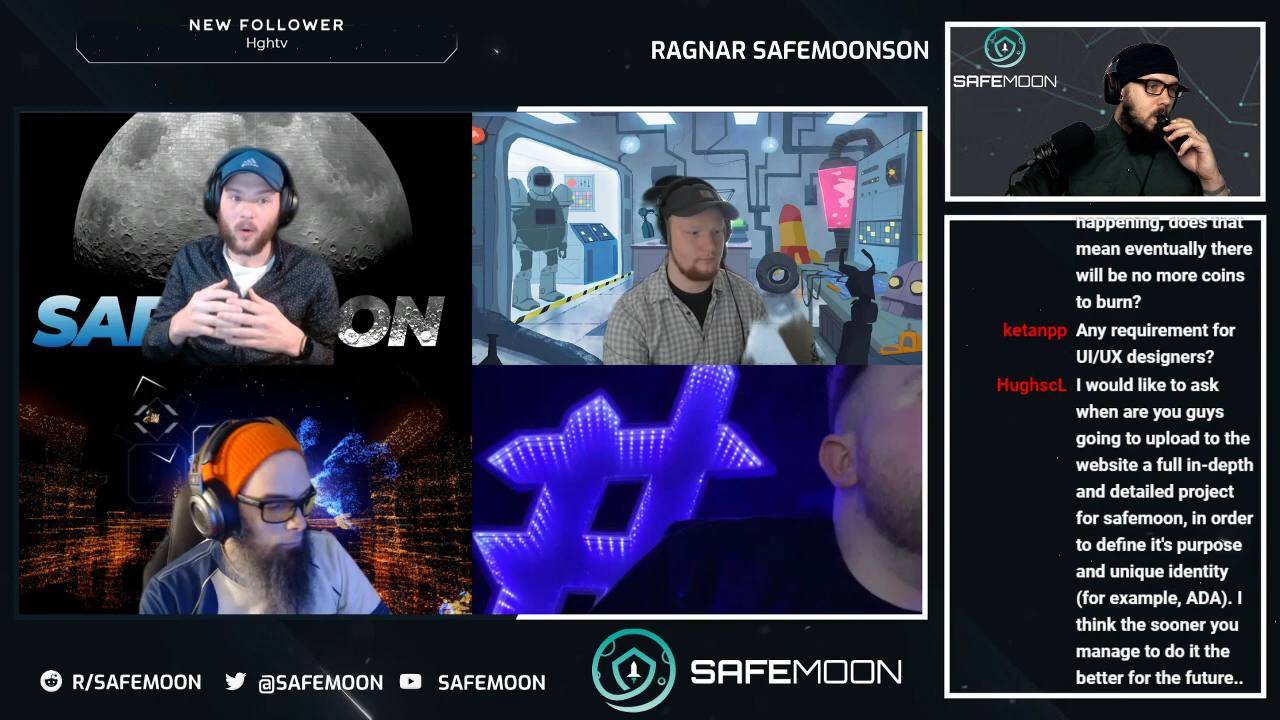 NEW FOLLOWER
Hghtv
RAGNAR SAFEMOONSON
SAFEMOON
happening, does that
mean eventually there
will be no more coins
to burn?
ketanpp Any requirement for
UI/UX designers?
HughscL I would like to ask
when are you guys
going to upload to the
website a full in-depth
and detailed project
for safemoon, in order
to define it's purpose
and unique identity
(for example, ADA). I
think the sooner you
manage to do it the
better for the future..
R/SAFEMOON
@SAFEMOON
SAFEMOON
SAFEMOON